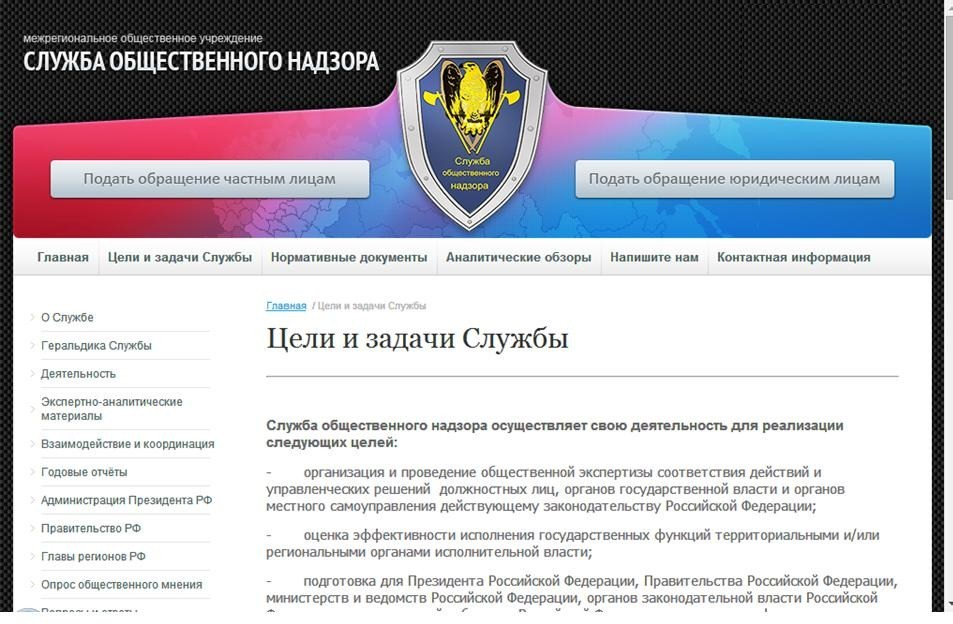 межрегиональное общественное учреждение
СЛУЖБА ОБЩЕСТВЕННОГО НАДЗОРА
Служба
общественного
надзора
Подать обращение частным лицам
Подать обращение юридическим лицам
Главная
Цели и задачи Службы
Нормативные документы
Аналитические обзоры
Напишите нам
Контактная информация
О Службе
Геральдика Службы
Деятельность
Экспертно-аналитические
материалы
Взаимодействие и координация
Годовые отчёты
Администрация Президента РФ
Правительство РФ
Главы регионов РФ
Опрос общественного мнения
Вопросы и ответы
Главная / Цели и задачи Службы
Цели и задачи Службы
Служба общественного надзора осуществляет свою деятельность для реализации
следующих целей:
- организация и проведение общественной экспертизы соответствия действий и
управленческих решений должностных лиц, органов государственной власти и органов
местного самоуправления действующему законодательству Российской Федерации;
- оценка эффективности исполнения государственных функций территориальными и/или
региональными органами исполнительной власти;
- подготовка для Президента Российской Федерации, Правительства Российской Федерации,
министерств и ведомств Российской Федерации, органов законодательной власти Российской